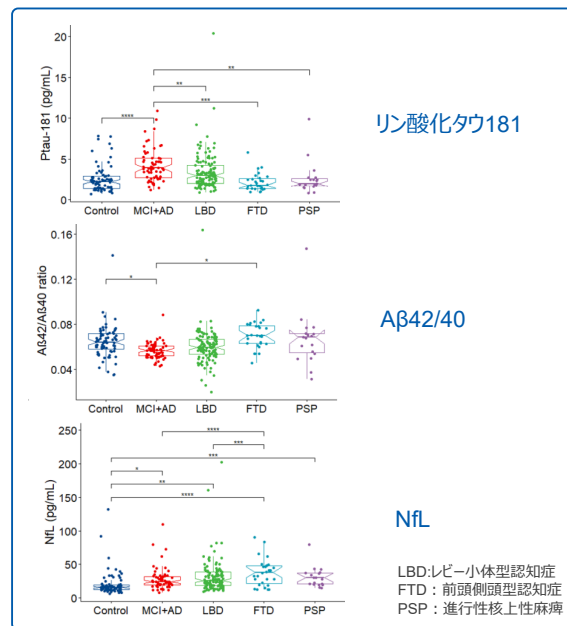 20
15
10
5
0
Ptau-181 (pg/mL)
****
**
***
**
Control MCI+AD LBD FTD PSP
リン酸化タウ181
0.16
0.12
0.08
0.04
Aβ42/Aβ40 ratio
*
*
Control MCI+AD LBD FTD PSP
Aβ42/40
250
200
150
100
50
0
NfL (pg/mL)
****
***
***
*
**
****
Control MCI+AD LBD FTD PSP
NfL
LBD:レビー小体型認知症
FTD：前頭側頭型認知症
PSP：進行性核上性麻痺